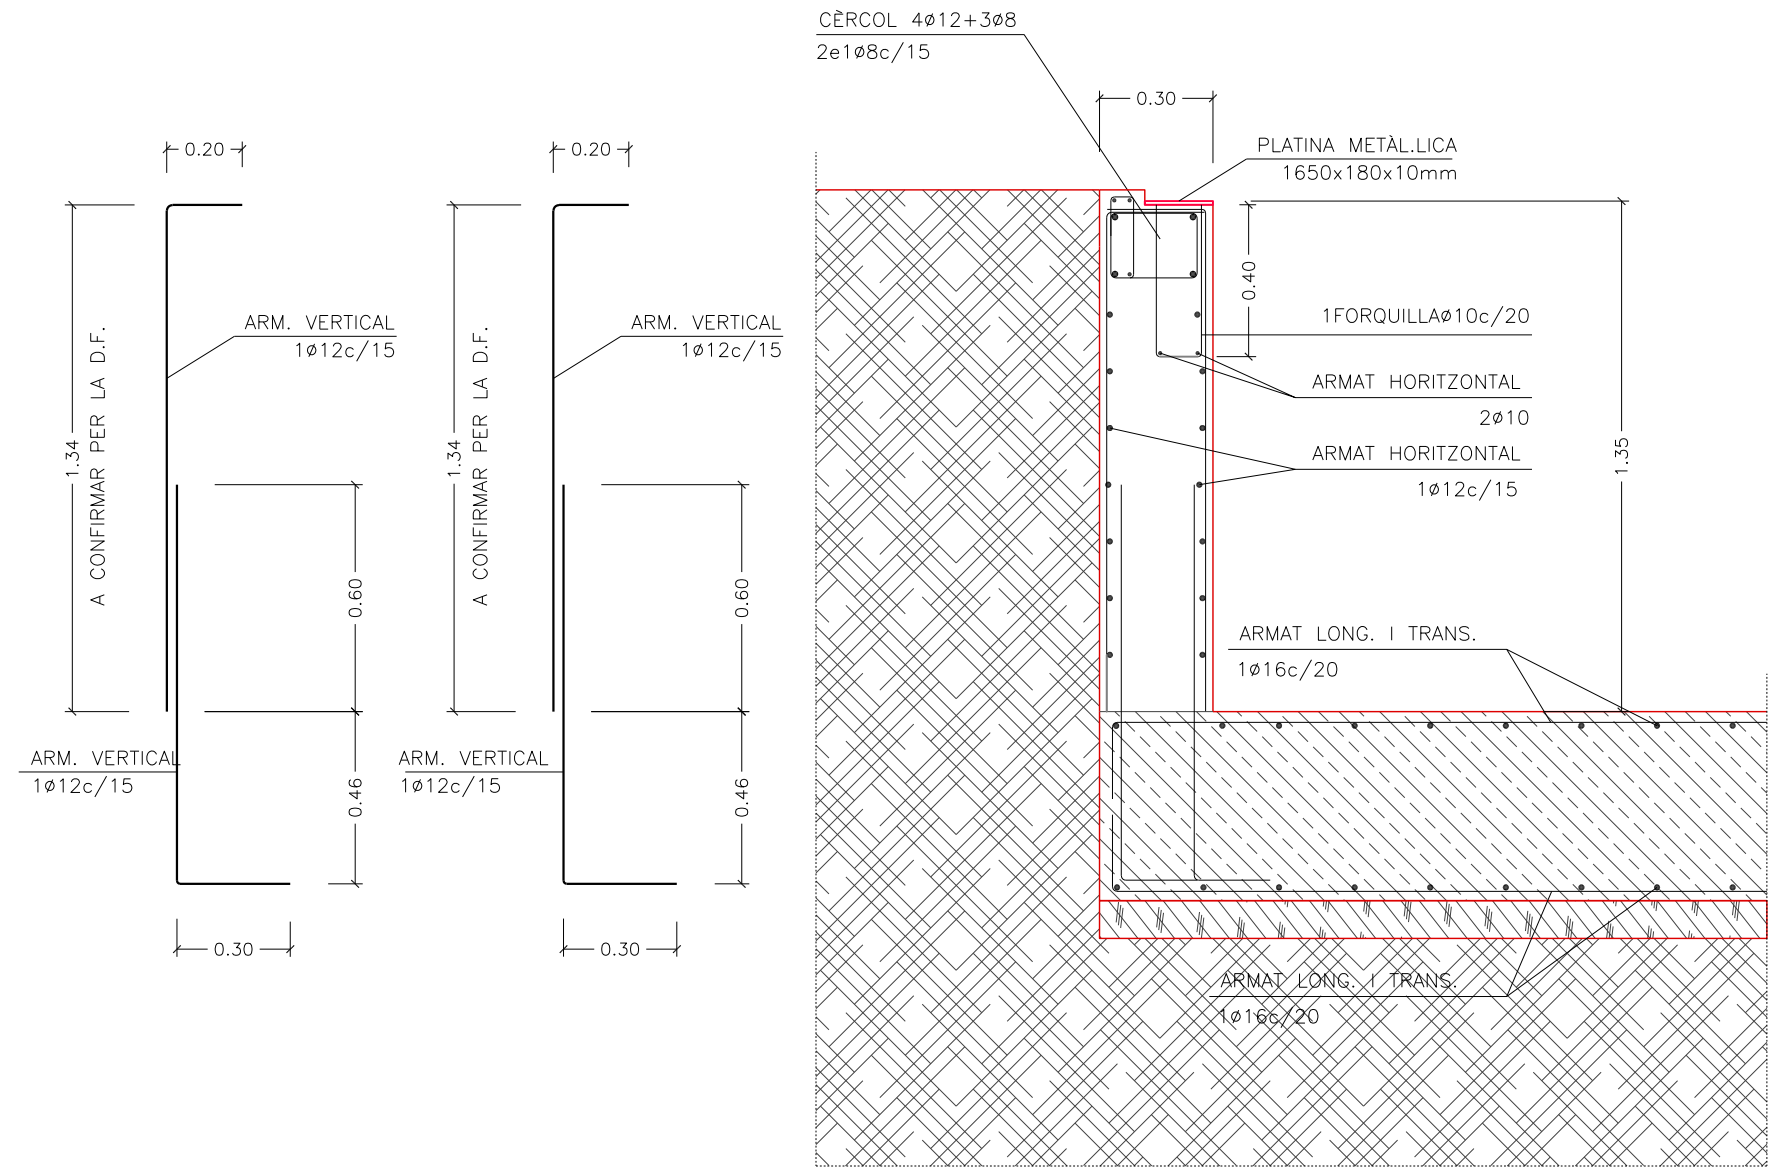 CÈRCOL 4ø12+3ø8
2e1ø8c/15
0.30
PLATINA METÀL.LICA
1650x180x10mm
0.20
0.20
ARM. VERTICAL
1ø12c/15
ARM. VERTICAL
1ø12c/15
1.34
A CONFIRMAR PER LA D.F.
1.34
A CONFIRMAR PER LA D.F.
0.40
1FORQUILLAø10c/20
ARMAT HORITZONTAL
2ø10
ARMAT HORITZONTAL
1ø12c/15
1.35
0.60
0.60
ARMAT LONG. I TRANS.
1ø16c/20
ARM. VERTICAL
1ø12c/15
ARM. VERTICAL
1ø12c/15
0.46
0.46
0.30
0.30
ARMAT LONG. I TRANS.
1ø16c/20